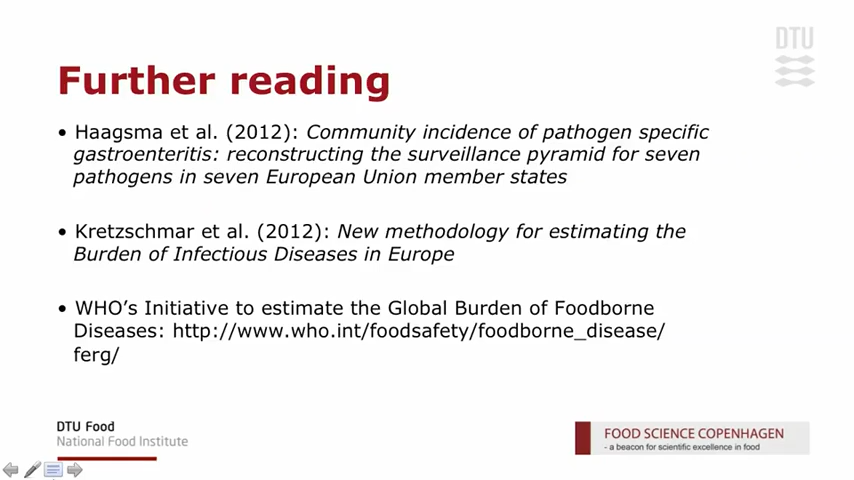 DTU
Further reading
• Haagsma et al. (2012): Community incidence of pathogen specific
gastroenteritis: reconstructing the surveillance pyramid for seven
pathogens in seven European Union member states
• Kretzschmar et al. (2012): New methodology for estimating the
Burden of Infectious Diseases in Europe
• WHO’s Initiative to estimate the Global Burden of Foodborne
Diseases: http://www.who.int/foodsafety/foodborne_disease/
ferg/
DTU Food
National Food Institute
FOOD SCIENCE COPENHAGEN
- a beacon for scientific excellence in food